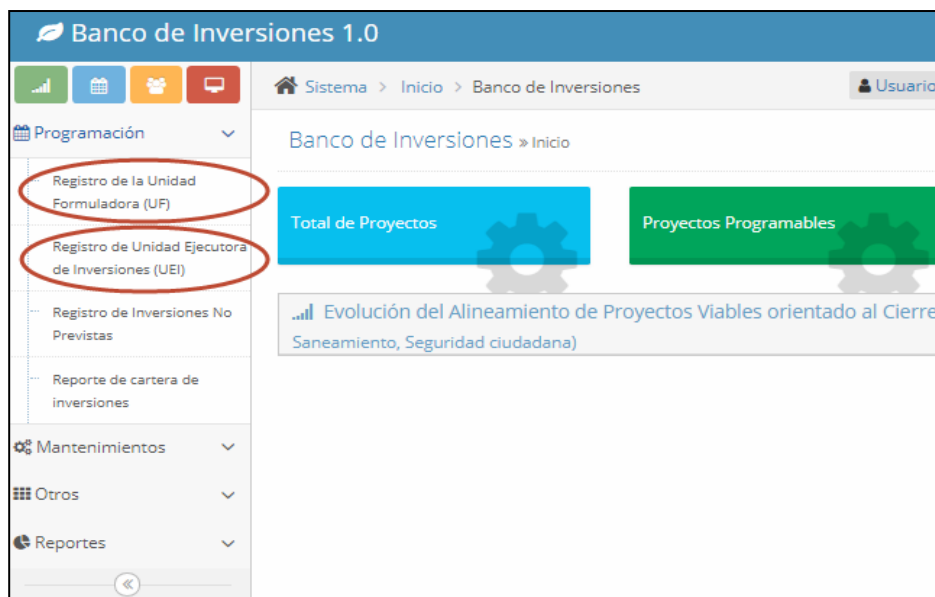 Banco de Inversiones 1.0
Sistema > Inicio > Banco de Inversiones
Usuario
Programación
Registro de la Unidad
Formuladora (UF)
Registro de Unidad Ejecutora
de Inversiones (UEI)
Registro de Inversiones No
Previstas
Reporte de cartera de
inversiones
Mantenimientos
Otros
Reportes
Banco de Inversiones » Inicio
Total de Proyectos
Proyectos Programables
Evolución del Alineamiento de Proyectos Viables orientado al Cierre
Saneamiento, Seguridad ciudadana)